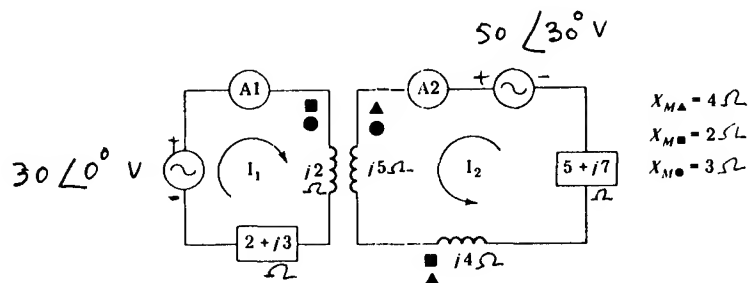 50 ∠30° V
A1
A2
+ -
X_M▲ = 4 Ω
X_M■ = 2 Ω
X_M● = 3 Ω
30 ∠0° V
+
-
I₁
j2
Ω
j5Ω
I₂
5 + j7
Ω
2 + j3
Ω
j4 Ω